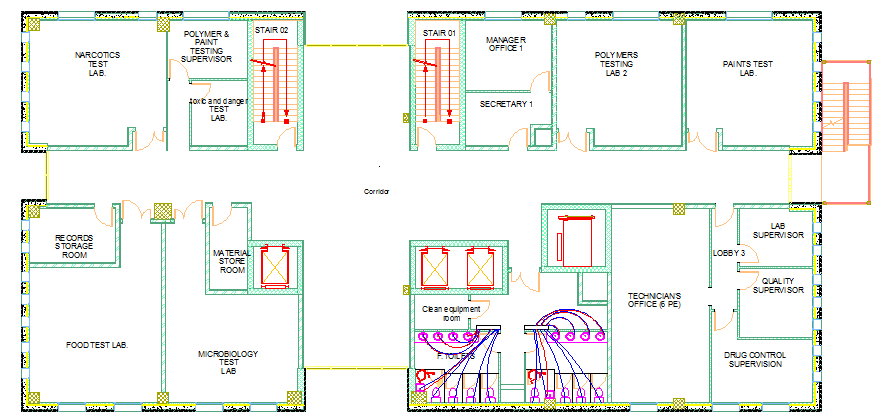 NARCOTICS
TEST
LAB.
POLYMER &
PAINT
TESTING
SUPERVISOR
STAIR 02
toxic and danger
TEST
LAB.
STAIR 01
MANAGER
OFFICE 1
SECRETARY 1
POLYMERS
TESTING
LAB 2
PAINTS TEST
LAB.
Corridor
RECORDS
STORAGE
ROOM
MATERIAL
STORE
ROOM
FOOD TEST LAB.
MICROBIOLOGY
TEST
LAB
Clean equipment
room
F. TOILETS
TECHNICIAN'S
OFFICE (6 PE)
LOBBY 3
LAB
SUPERVISOR
QUALITY
SUPERVISOR
DRUG CONTROL
SUPERVISION